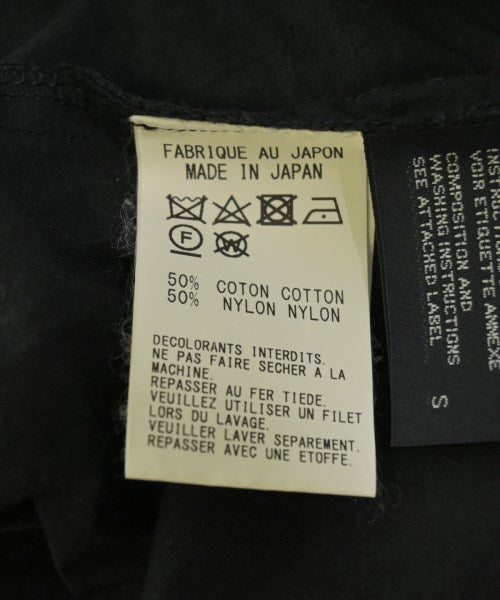 FABRIQUE AU JAPON
MADE IN JAPAN
F
W
50% COTON COTTON
50% NYLON NYLON
DECOLORANTS INTERDITS.
NE PAS FAIRE SECHER A LA
MACHINE.
REPASSER AU FER TIEDE.
VEUILLEZ UTILISER UN FILET
LORS DU LAVAGE.
VEUILLER LAVER SEPAREMENT.
REPASSER AVEC UNE ETOFFE.
VOIR ETIQUETTE ANNEXE
COMPOSITION AND
WASHING INSTRUCTIONS
SEE ATTACHED LABEL
S